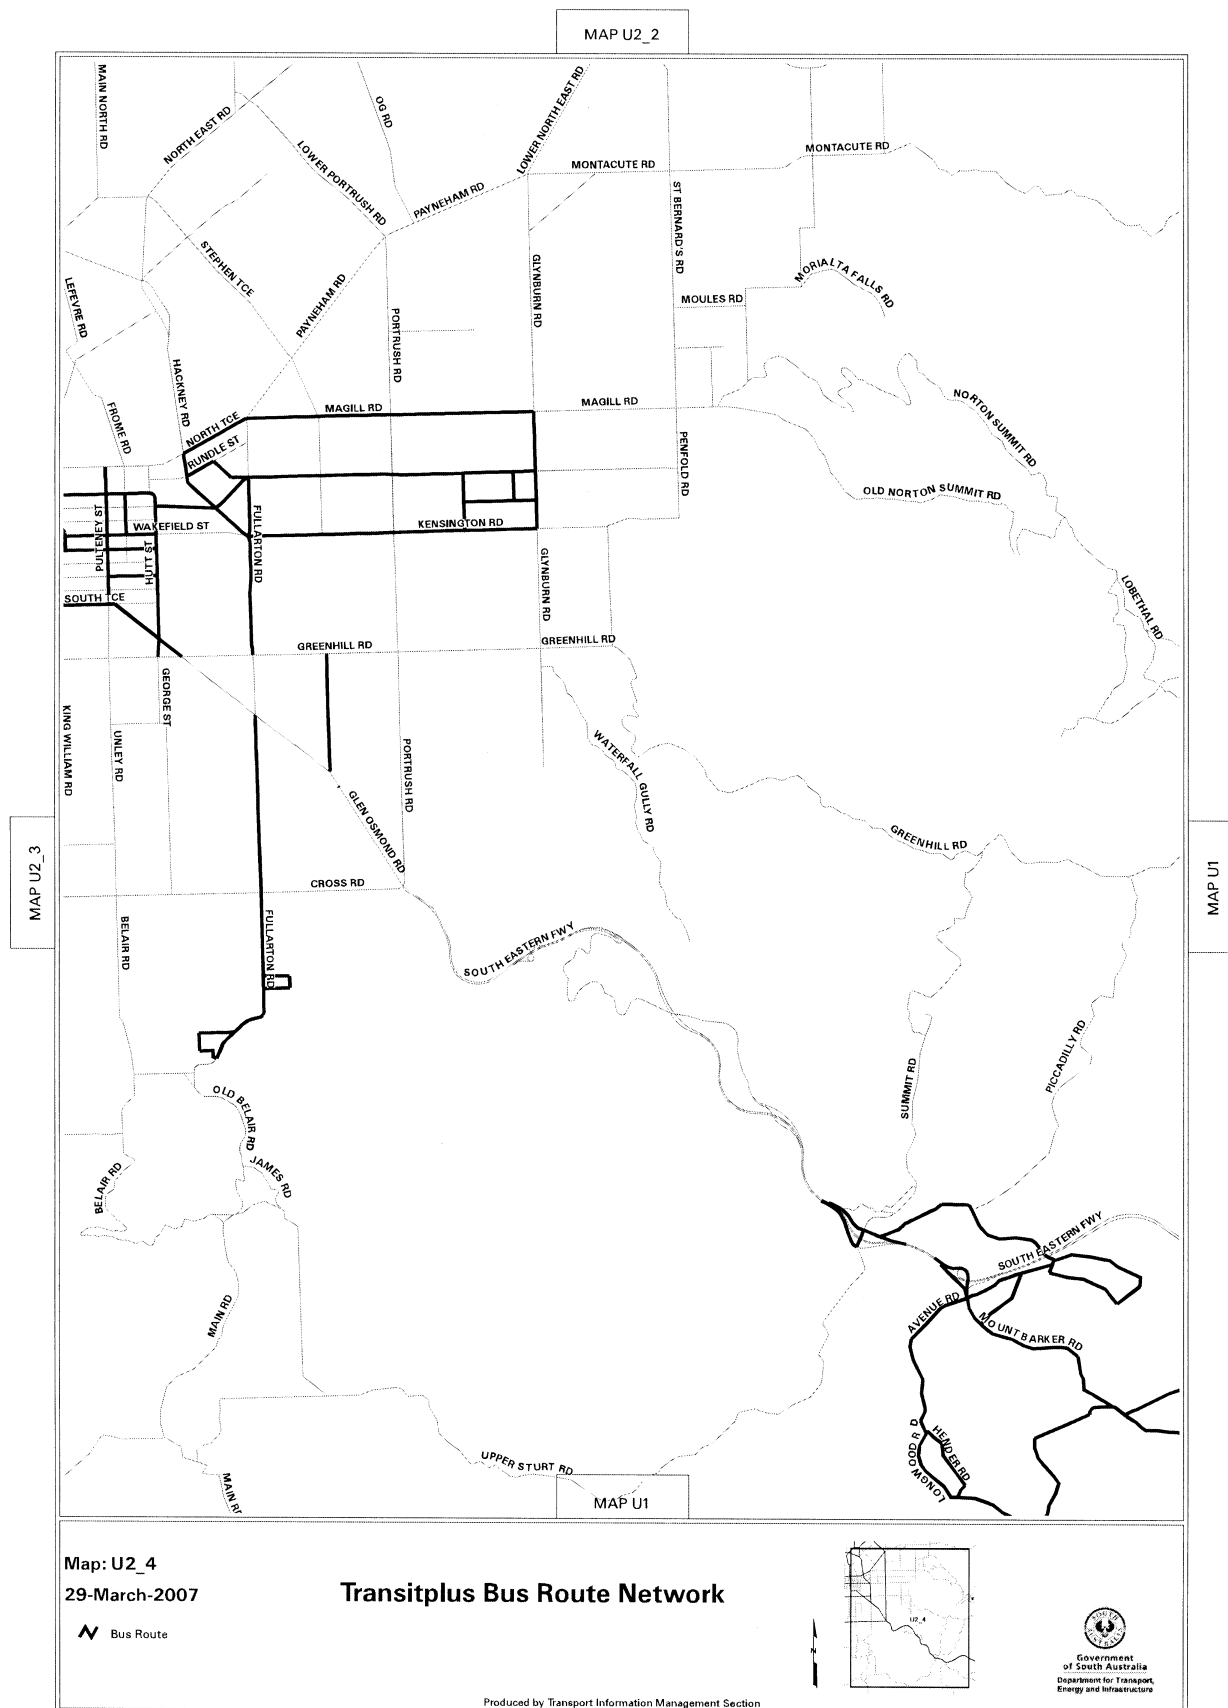 MAP U2_2
MAIN NORTH RD
NORTH EAST RD
OG RD
LOWER NORTH EAST RD
LOWER PORTRUSH RD
MONTACUTE RD
MONTACUTE RD
PAYNEHAM RD
ST BERNARD'S RD
STEPHEN TCE
LEFEVRE RD
PAYNEHAM RD
GLYNBURN RD
MORIALTA FALLS RD
MOULES RD
PORTRUSH RD
HACKNEY RD
FROME RD
NORTH TCE
MAGILL RD
MAGILL RD
NORTON SUMMIT RD
RUNDLE ST
PENFOLD RD
OLD NORTON SUMMIT RD
PULTENEY ST
WAKEFIELD ST
HUTT ST
FULLARTON RD
KENSINGTON RD
GLYNBURN RD
LOBETHAL RD
SOUTH TCE
GREENHILL RD
GREENHILL RD
GEORGE ST
KING WILLIAM RD
UNLEY RD
PORTRUSH RD
WATERFALL GULLY RD
GLEN OSMOND RD
GREENHILL RD
MAP U2_3
MAP U1
CROSS RD
BELAIR RD
FULLARTON RD
SOUTH EASTERN FWY
SUMMIT RD
PICCADILLY RD
OLD BELAIR RD
JAMES RD
BELAIR RD
SOUTH EASTERN FWY
MAIN RD
AVENUE RD
MOUNT BARKER RD
LONGWOOD RD
HENDER RD
UPPER STURT RD
MAIN RD
MAP U1
Map: U2_4
29-March-2007
Bus Route
Transitplus Bus Route Network
N
U2_4
SOUTH
AUSTRALIA
Government
of South Australia
Department for Transport,
Energy and Infrastructure
Produced by Transport Information Management Section